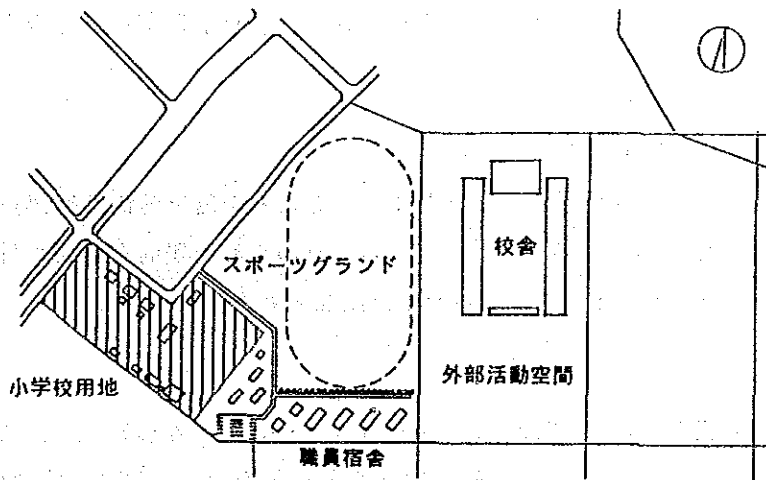 校舎
スポーツグランド
小学校用地
外部活動空間
職員宿舎